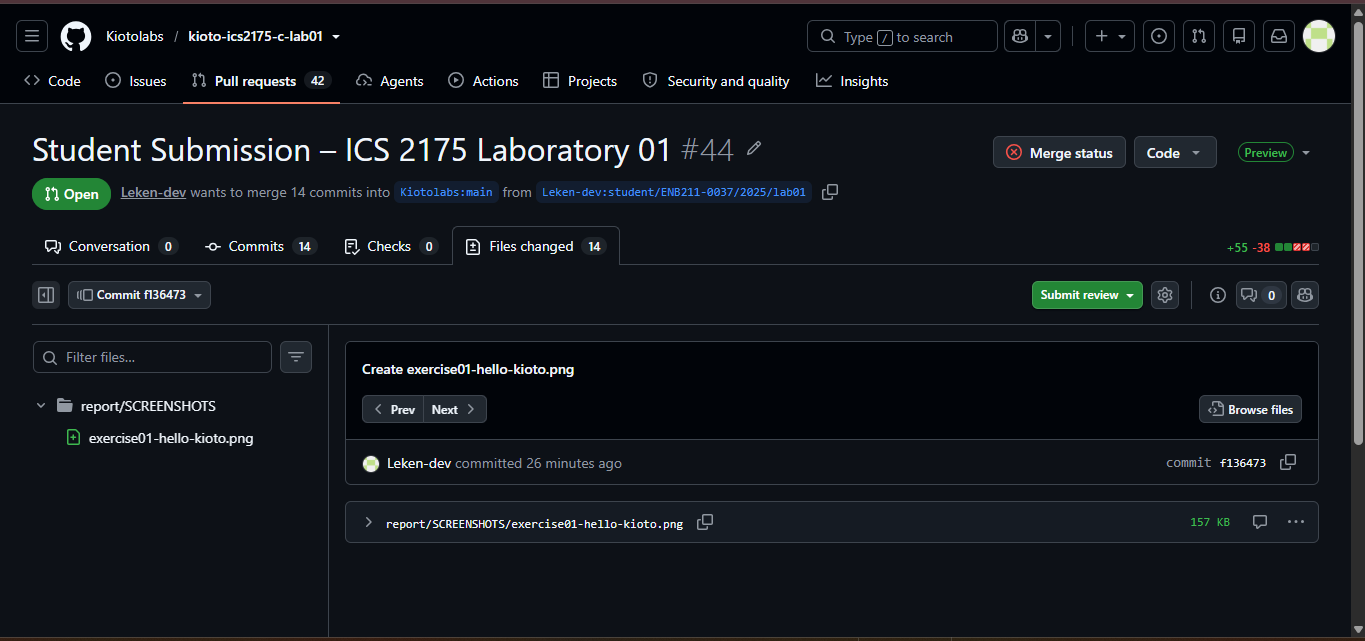 Kiotolabs / kioto-ics2175-c-lab01
Type / to search
Code
Issues
Pull requests 42
Agents
Actions
Projects
Security and quality
Insights
Student Submission – ICS 2175 Laboratory 01 #44
Merge status
Code
Preview
Open
Leken-dev wants to merge 14 commits into Kiotolabs:main from Leken-dev:student/ENB211-0037/2025/lab01
Conversation 0
Commits 14
Checks 0
Files changed 14
+55 -38
Commit f136473
Submit review
0
Filter files...
report/SCREENSHOTS
exercise01-hello-kioto.png
Create exercise01-hello-kioto.png
Prev
Next
Browse files
Leken-dev committed 26 minutes ago
commit f136473
report/SCREENSHOTS/exercise01-hello-kioto.png
157 KB